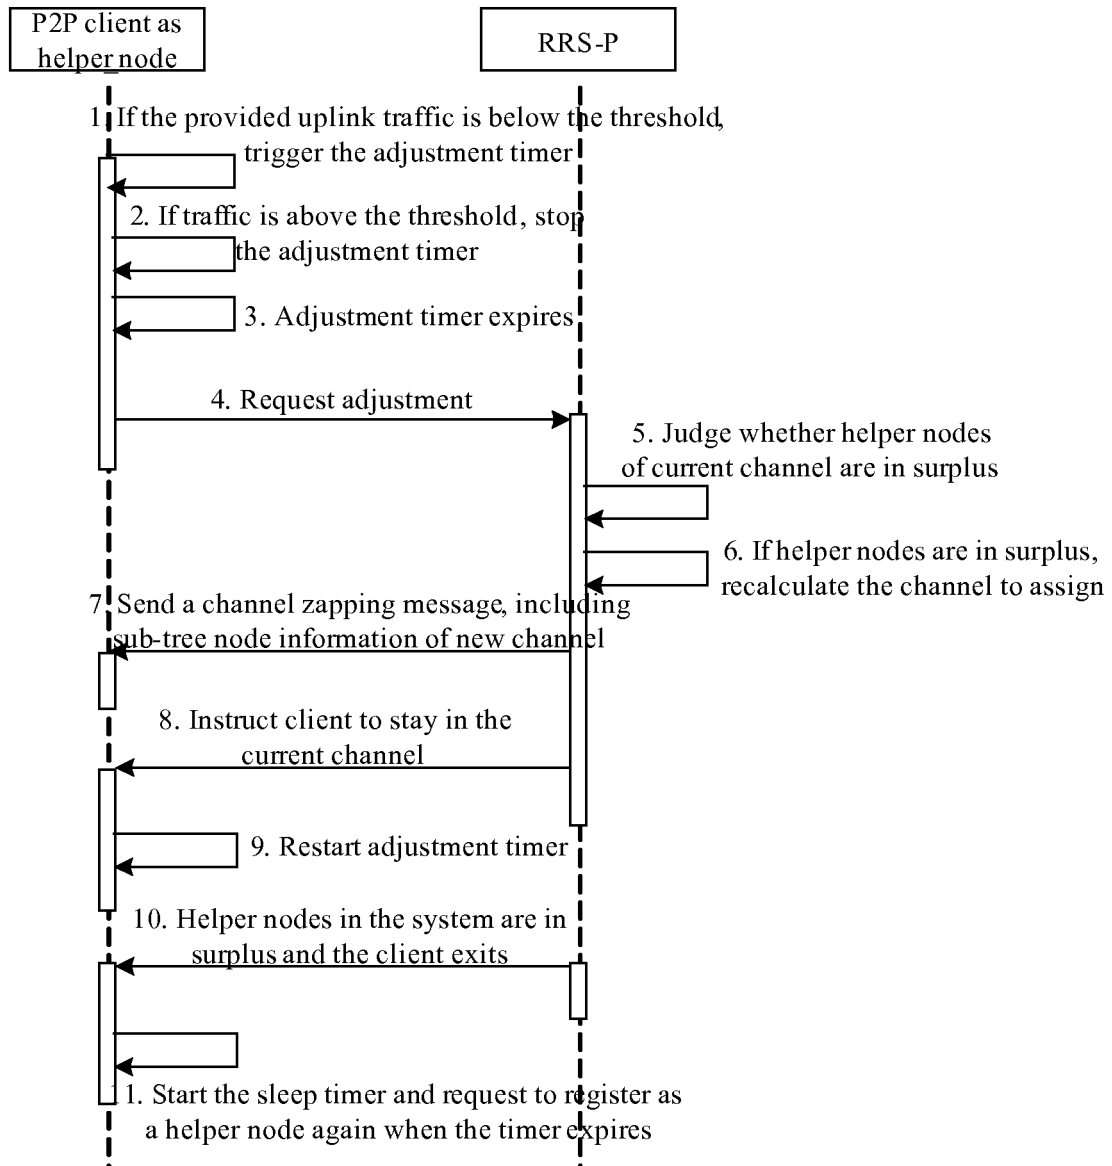 P2P client as
helper_node
RRS-P
1. If the provided uplink traffic is below the threshold,
trigger the adjustment timer
2. If traffic is above the threshold, stop
the adjustment timer
3. Adjustment timer expires
4. Request adjustment
5. Judge whether helper nodes
of current channel are in surplus
6. If helper nodes are in surplus,
recalculate the channel to assign
7. Send a channel zapping message, including
sub-tree node information of new channel
8. Instruct client to stay in the
current channel
9. Restart adjustment timer
10. Helper nodes in the system are in
surplus and the client exits
11. Start the sleep timer and request to register as
a helper node again when the timer expires